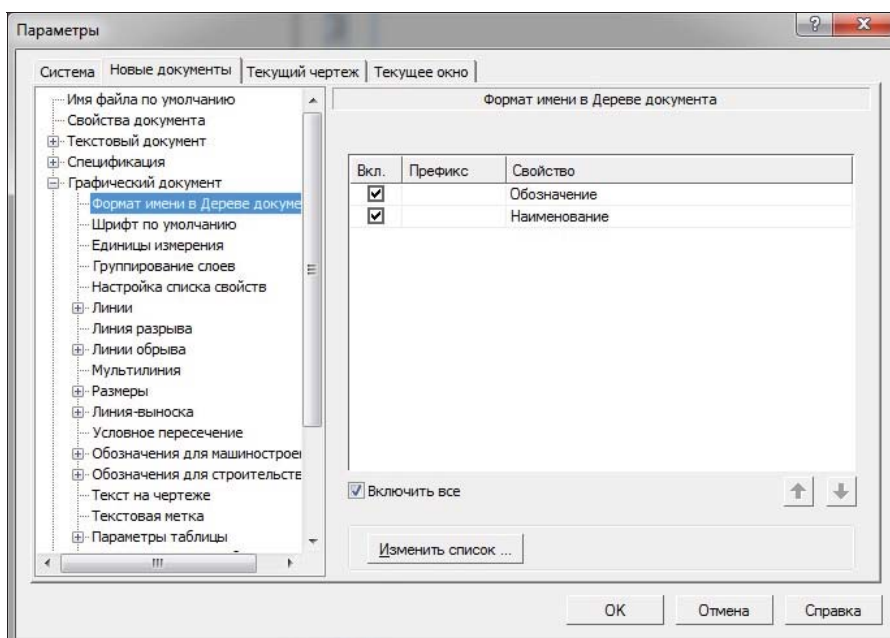 Параметры
Система Новые документы Текущий чертеж Текущее окно
Имя файла по умолчанию
Свойства документа
Текстовый документ
Спецификация
Графический документ
Формат имени в Дереве докуме
Шрифт по умолчанию
Единицы измерения
Группирование слоев
Настройка списка свойств
Линии
Линия разрыва
Линии обрыва
Мультилиния
Размеры
Линия-выноска
Условное пересечение
Обозначения для машинострое
Обозначения для строительств
Текст на чертеже
Текстовая метка
Параметры таблицы
Формат имени в Дереве документа
Вкл. Префикс Свойство
Обозначение
Наименование
Включить все
Изменить список ...
OK Отмена Справка